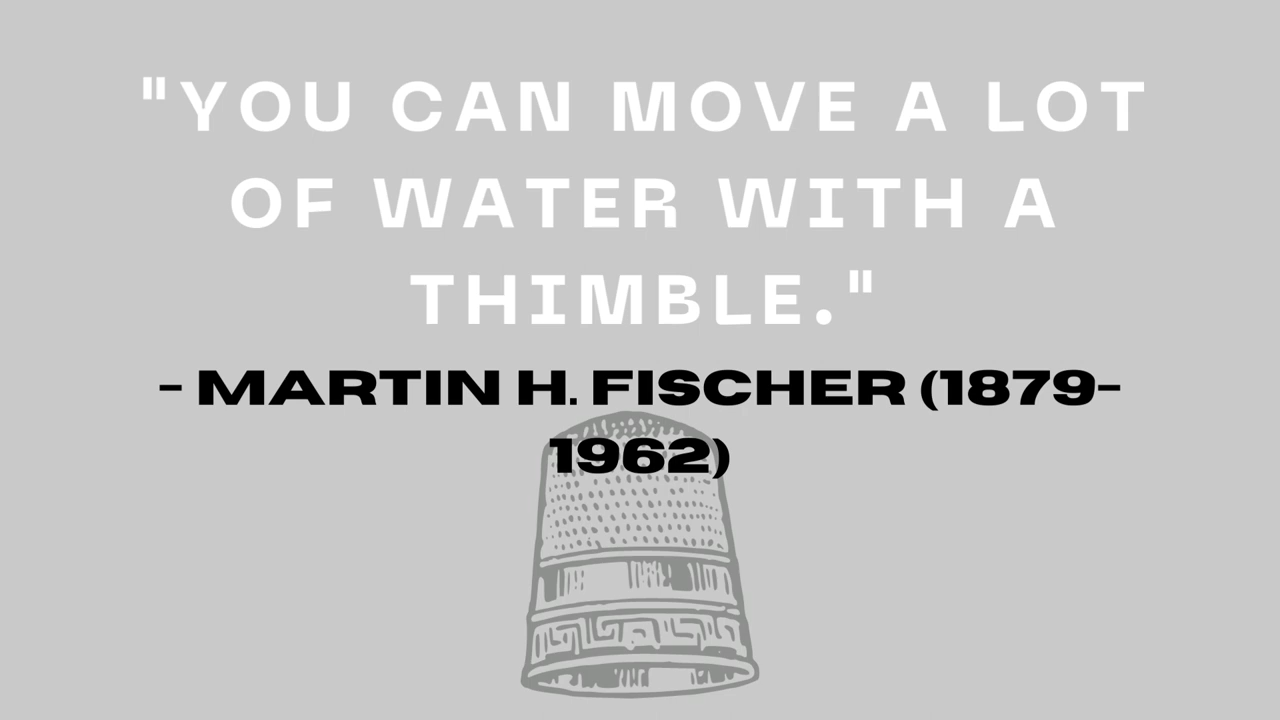 "YOU CAN MOVE A LOT
OF WATER WITH A
THIMBLE."
- MARTIN H. FISCHER (1879-
1962)